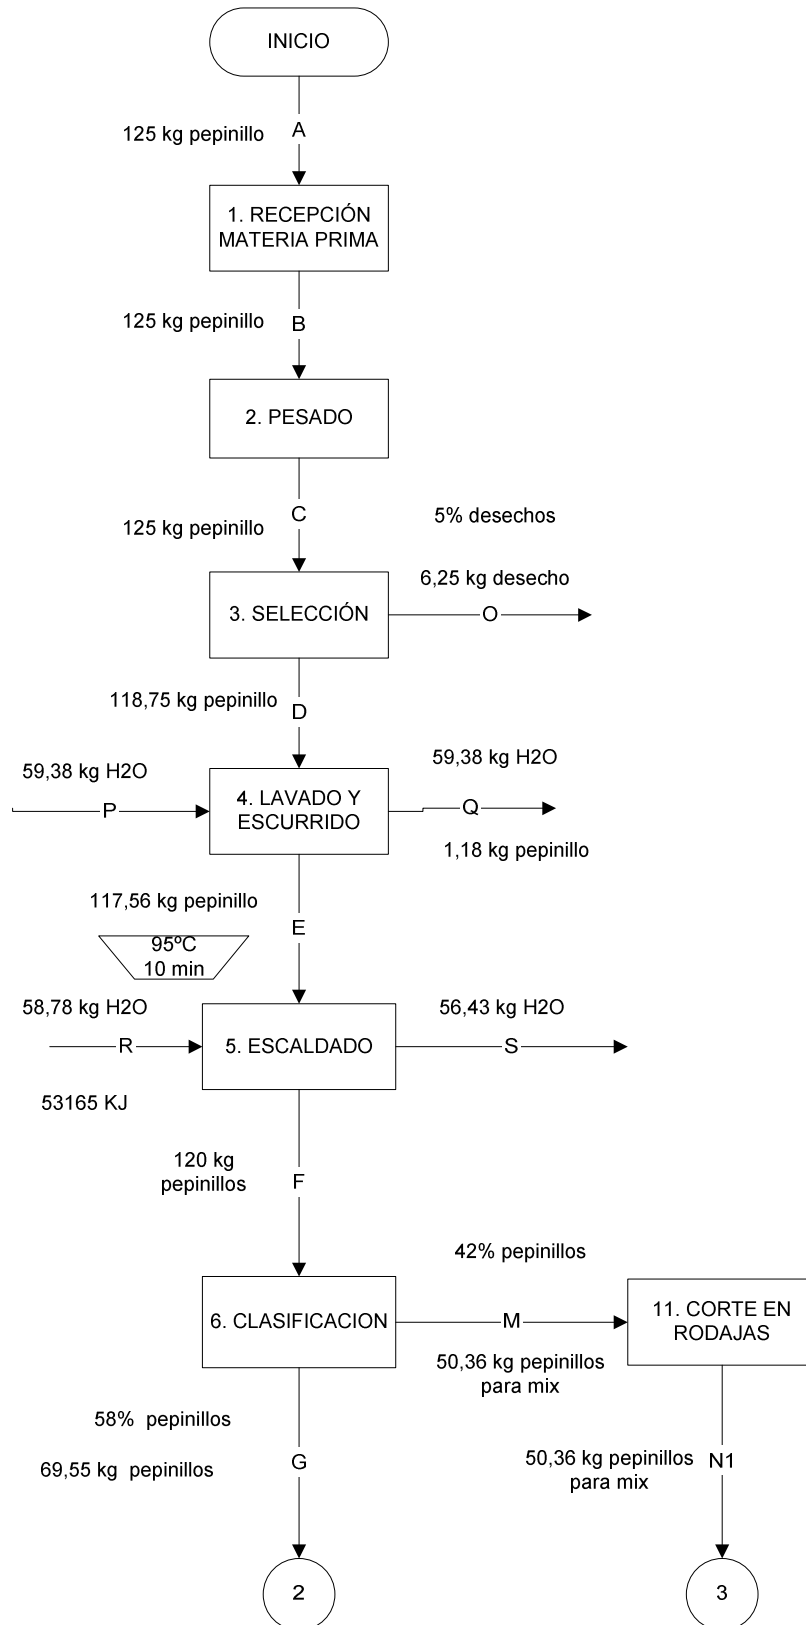 INICIO
125 kg pepinillo
A
1. RECEPCIÓN
MATERIA PRIMA
125 kg pepinillo
B
2. PESADO
125 kg pepinillo
C
5% desechos
6,25 kg desecho
3. SELECCIÓN
O
118,75 kg pepinillo
D
59,38 kg H2O
P
4. LAVADO Y
ESCURRIDO
59,38 kg H2O
Q
1,18 kg pepinillo
117,56 kg pepinillo
E
95ºC
10 min
58,78 kg H2O
R
53165 KJ
5. ESCALDADO
56,43 kg H2O
S
120 kg
pepinillos
F
42% pepinillos
6. CLASIFICACION
M
50,36 kg pepinillos
para mix
11. CORTE EN
RODAJAS
58%  pepinillos
69,55 kg  pepinillos
G
50,36 kg pepinillos
para mix
N1
2
3